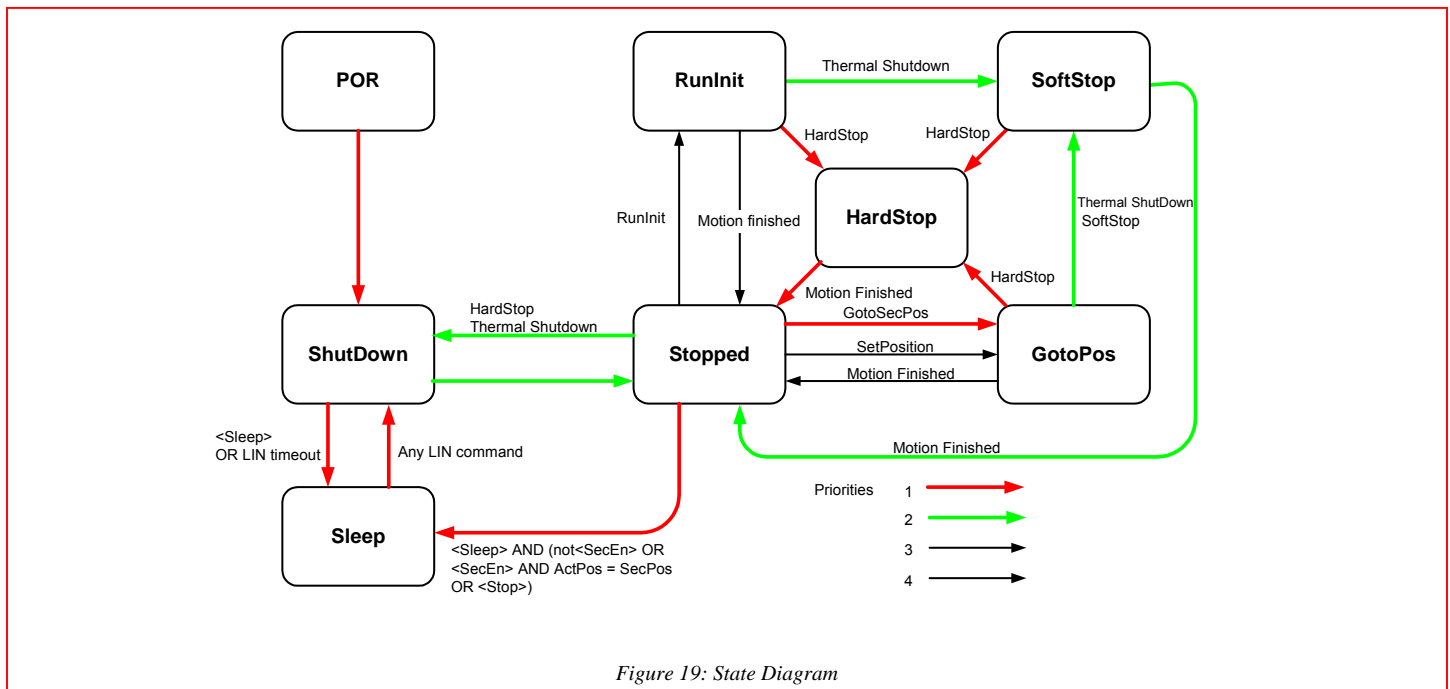 POR
RunInit
Thermal Shutdown
SoftStop
HardStop
HardStop
HardStop
RunInit
Motion finished
Thermal ShutDown
SoftStop
HardStop
Motion Finished
HardStop
Thermal Shutdown
GotoSecPos
ShutDown
Stopped
SetPosition
GotoPos
Motion Finished
<Sleep>
OR LIN timeout
Any LIN command
Motion Finished
Sleep
<Sleep> AND (not<SecEn> OR
<SecEn> AND ActPos = SecPos
OR <Stop>)
Priorities
1
2
3
4
Figure 19: State Diagram